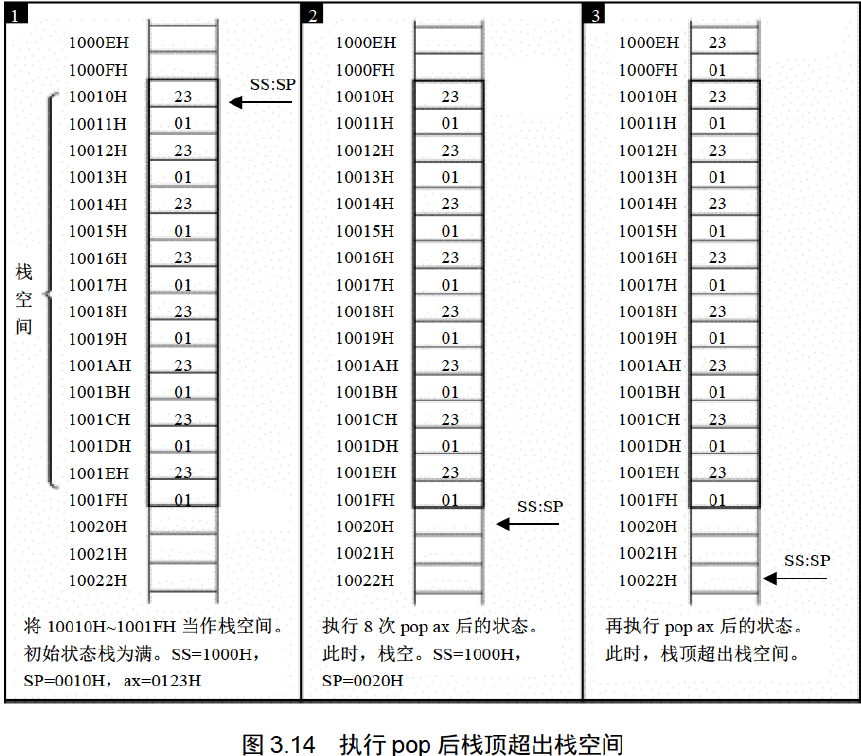 1
1000EH
1000FH
10010H 23
SS:SP
10011H 01
10012H 23
10013H 01
10014H 23
10015H 01
10016H 23
10017H 01
10018H 23
10019H 01
1001AH 23
1001BH 01
1001CH 23
1001DH 01
1001EH 23
1001FH 01
10020H
10021H
10022H
栈
空
间
将 10010H~1001FH 当作栈空间。
初始状态栈为满。SS=1000H，
SP=0010H，ax=0123H
2
1000EH
1000FH
10010H 23
10011H 01
10012H 23
10013H 01
10014H 23
10015H 01
10016H 23
10017H 01
10018H 23
10019H 01
1001AH 23
1001BH 01
1001CH 23
1001DH 01
1001EH 23
1001FH 01
SS:SP
10020H
10021H
10022H
执行 8 次 pop ax 后的状态。
此时，栈空。SS=1000H，
SP=0020H
3
1000EH 23
1000FH 01
10010H 23
10011H 01
10012H 23
10013H 01
10014H 23
10015H 01
10016H 23
10017H 01
10018H 23
10019H 01
1001AH 23
1001BH 01
1001CH 23
1001DH 01
1001EH 23
1001FH 01
10020H
10021H
SS:SP
10022H
再执行 pop ax 后的状态。
此时，栈顶超出栈空间。
图 3.14 执行 pop 后栈顶超出栈空间